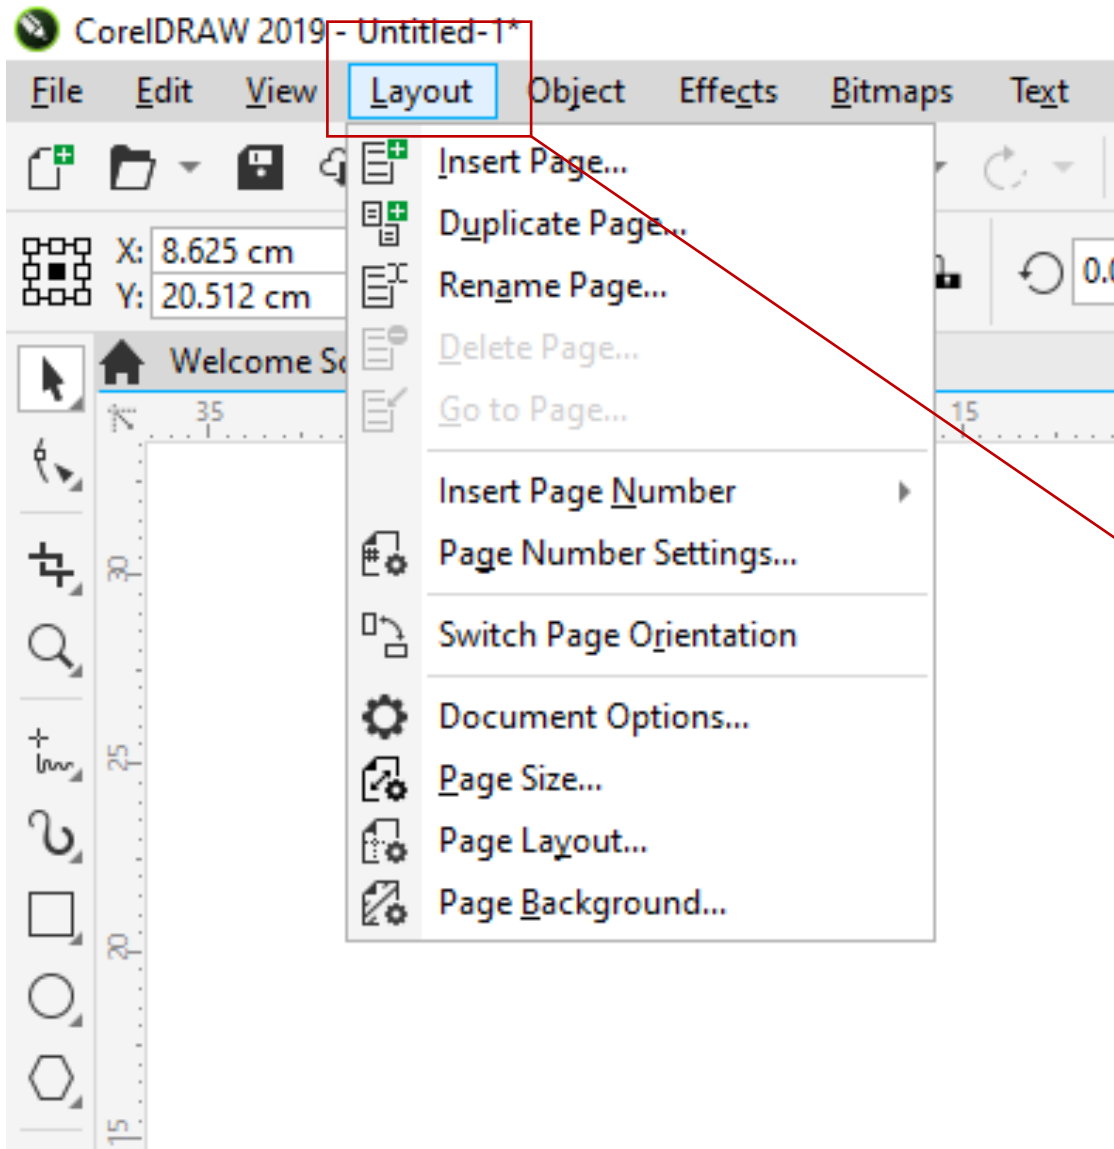 CorelDRAW 2019 - Untitled-1*
File Edit View Layout Object Effects Bitmaps Text
Insert Page...
Duplicate Page...
X: 8.625 cm
Y: 20.512 cm
Rename Page...
Welcome
Delete Page...
Go to Page...
35 15
Insert Page Number
Page Number Settings...
30
Switch Page Orientation
Document Options...
25
Page Size...
Page Layout...
Page Background...
20
15